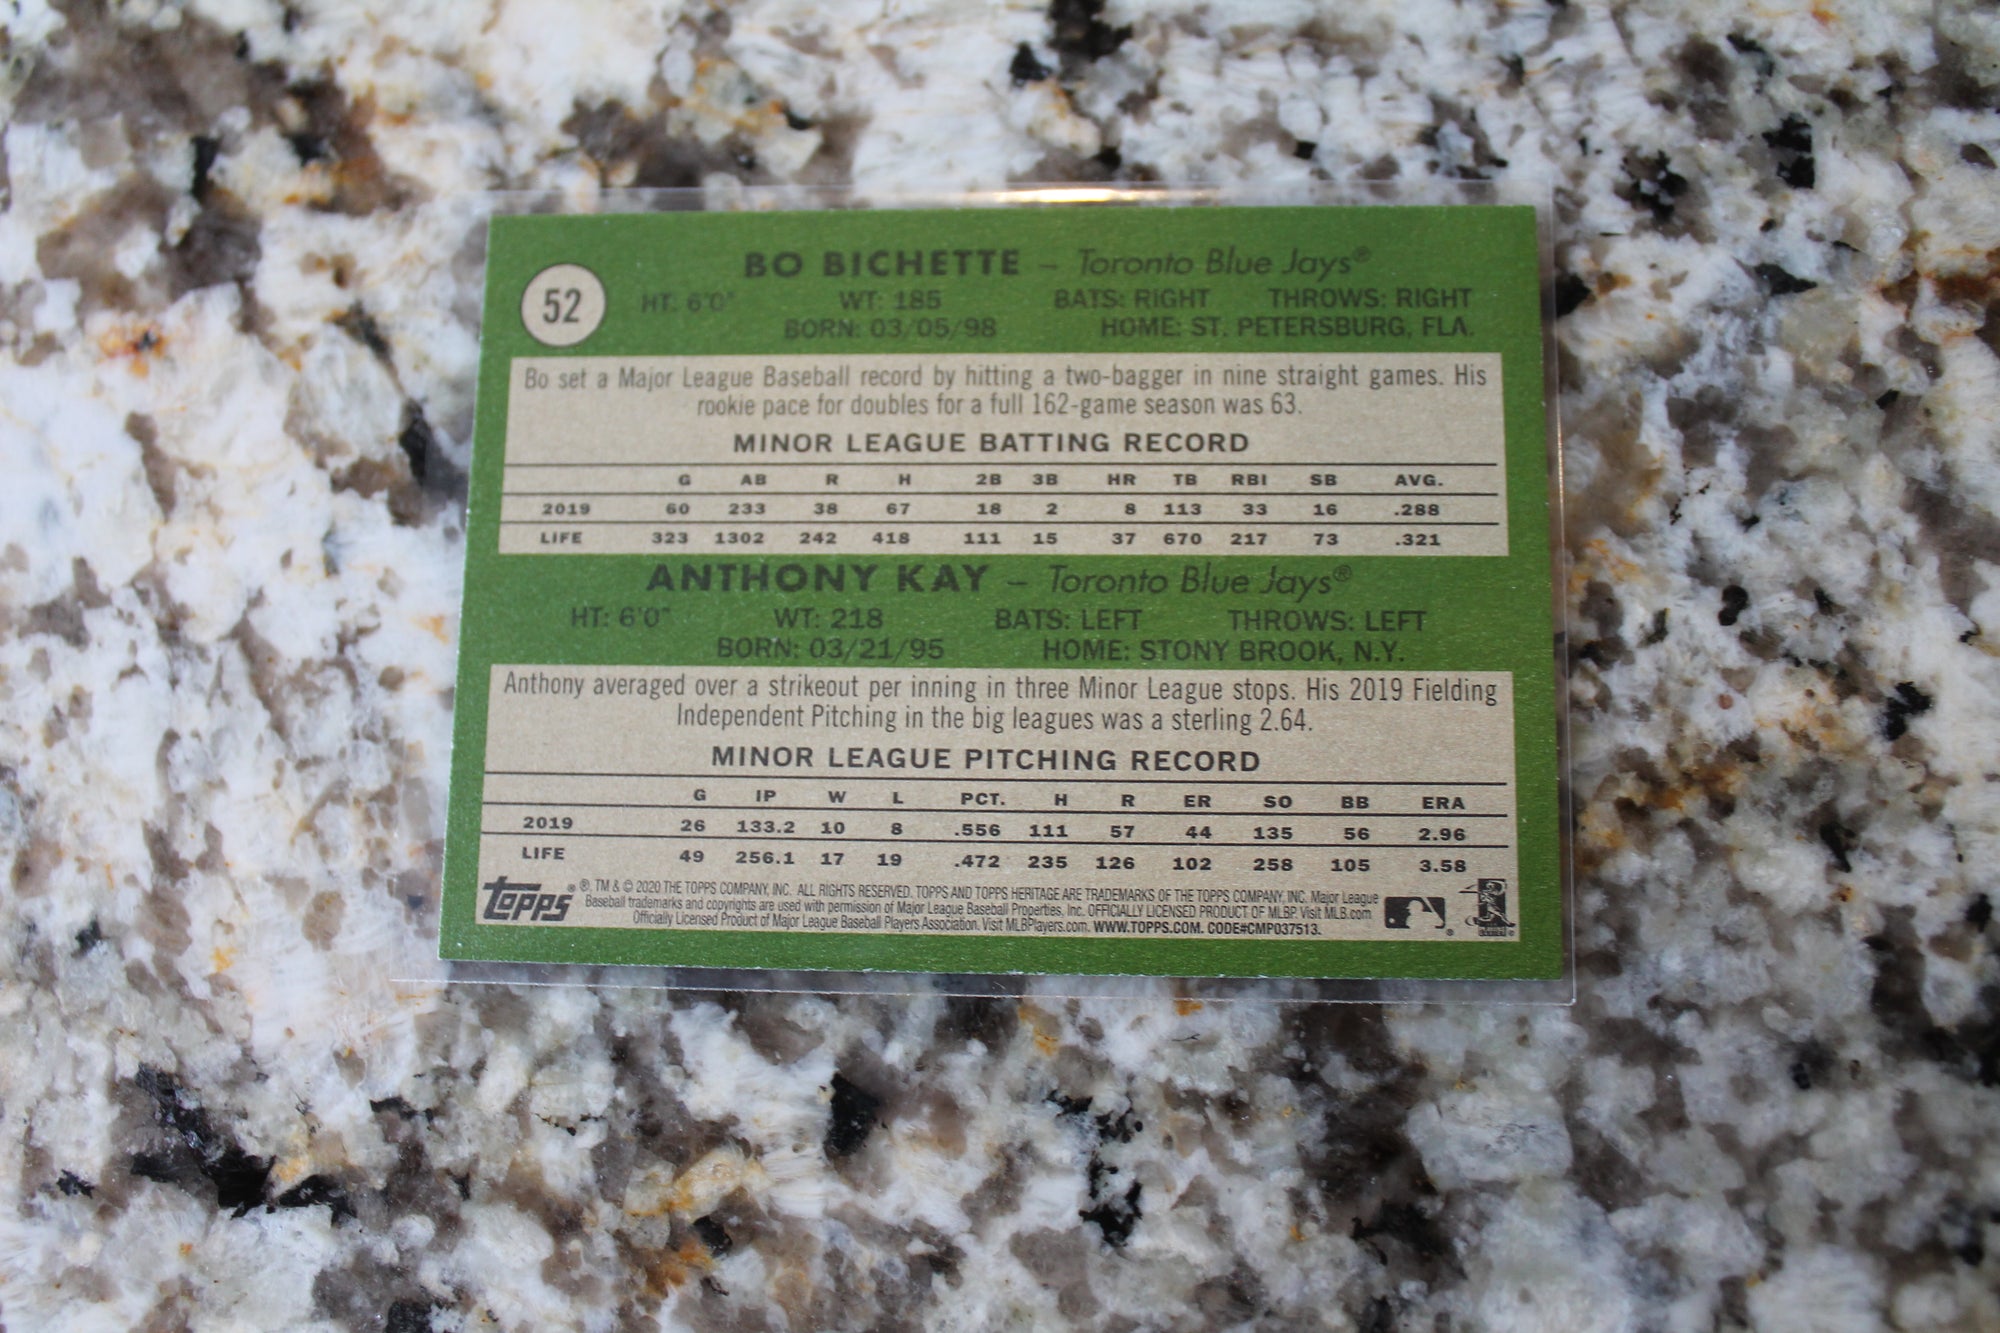 52
BO BICHETTE – Toronto Blue Jays®
HT: 6'0" WT: 185 BATS: RIGHT THROWS: RIGHT
BORN: 03/05/98 HOME: ST. PETERSBURG, FLA.
Bo set a Major League Baseball record by hitting a two-bagger in nine straight games. His
rookie pace for doubles for a full 162-game season was 63.
MINOR LEAGUE BATTING RECORD
G AB R H 2B 3B HR TB RBI SB AVG.
2019 60 233 38 67 18 2 8 113 33 16 .288
LIFE 323 1302 242 418 111 15 37 670 217 73 .321
ANTHONY KAY – Toronto Blue Jays®
HT: 6'0" WT: 218 BATS: LEFT THROWS: LEFT
BORN: 03/21/95 HOME: STONY BROOK, N.Y.
Anthony averaged over a strikeout per inning in three Minor League stops. His 2019 Fielding
Independent Pitching in the big leagues was a sterling 2.64.
MINOR LEAGUE PITCHING RECORD
G IP W L PCT. H R ER SO BB ERA
2019 26 133.2 10 8 .556 111 57 44 135 56 2.96
LIFE 49 256.1 17 19 .472 235 126 102 258 105 3.58
topps ® ®, TM & © 2020 THE TOPPS COMPANY, INC. ALL RIGHTS RESERVED. TOPPS AND TOPPS HERITAGE ARE TRADEMARKS OF THE TOPPS COMPANY, INC. Major League
Baseball trademarks and copyrights are used with permission of Major League Baseball Properties, Inc. OFFICIALLY LICENSED PRODUCT OF MLBP. Visit MLB.com
Officially Licensed Product of Major League Baseball Players Association. Visit MLBPlayers.com. WWW.TOPPS.COM. CODE#CMP037513.